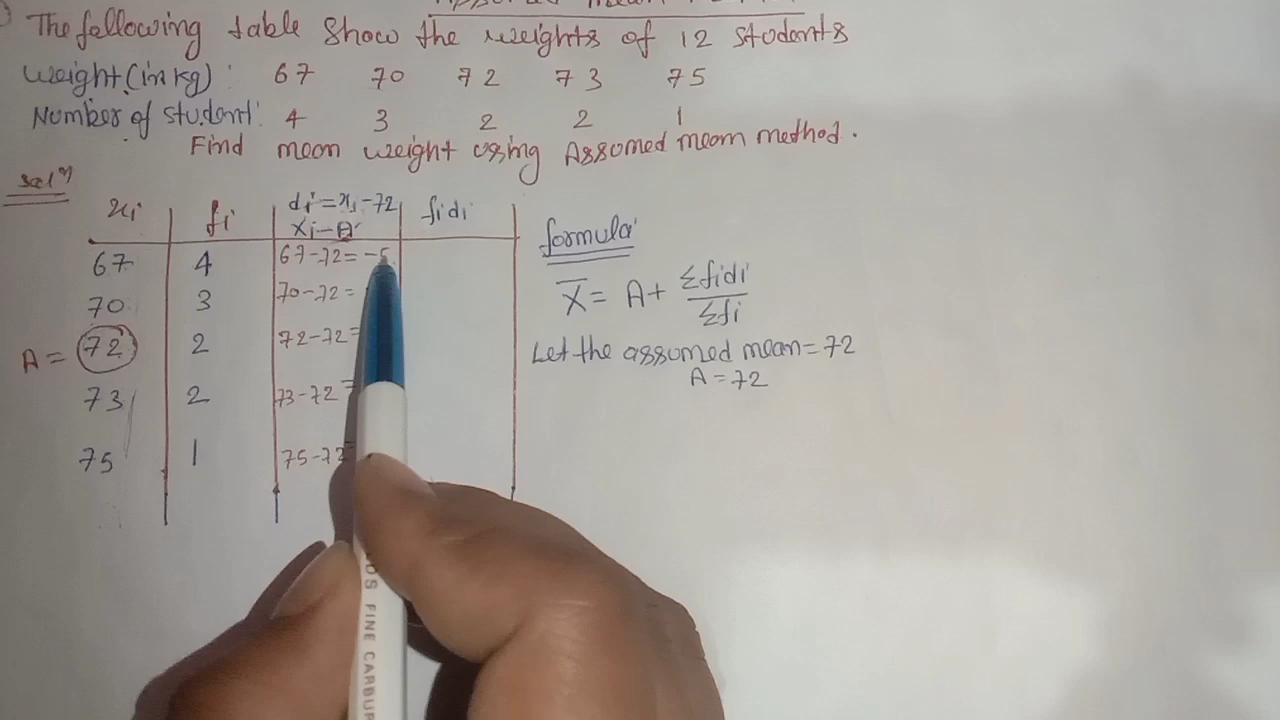 The following table show the weights of 12 students
Weight (in kg) : 67 70 72 73 75
Number of student: 4 3 2 2 1
Find mean weight using Assumed mean method.
Solⁿ
xi fi di = xi - 72 fidi
xi - A
67 4 67-72 = -5
70 3 70-72 =
A = 72 2 72-72 =
73 2 73-72 =
75 1 75-72 =
formula
X̄ = A + Σfidi / Σfi
Let the assumed mean = 72
A = 72
FINE CARBUR